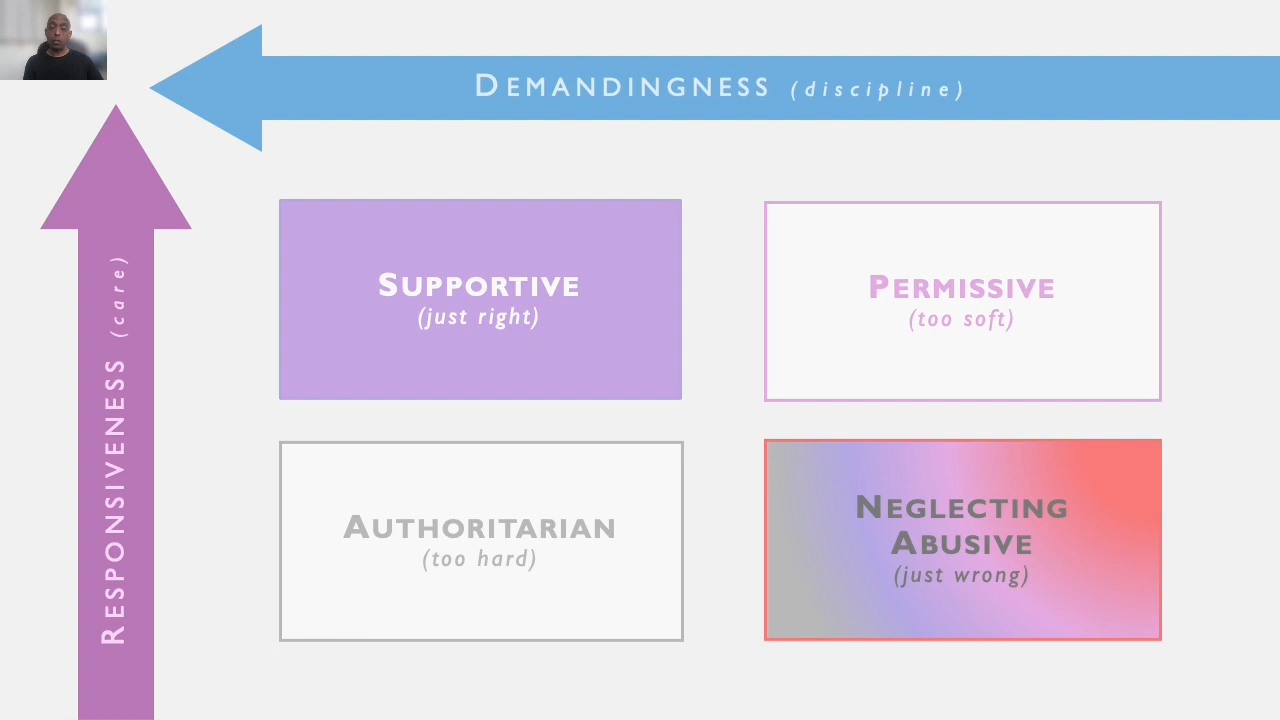 DEMANDINGNESS (discipline)
RESPONSIVENESS (care)
SUPPORTIVE
(just right)
PERMISSIVE
(too soft)
AUTHORITARIAN
(too hard)
NEGLECTING
ABUSIVE
(just wrong)